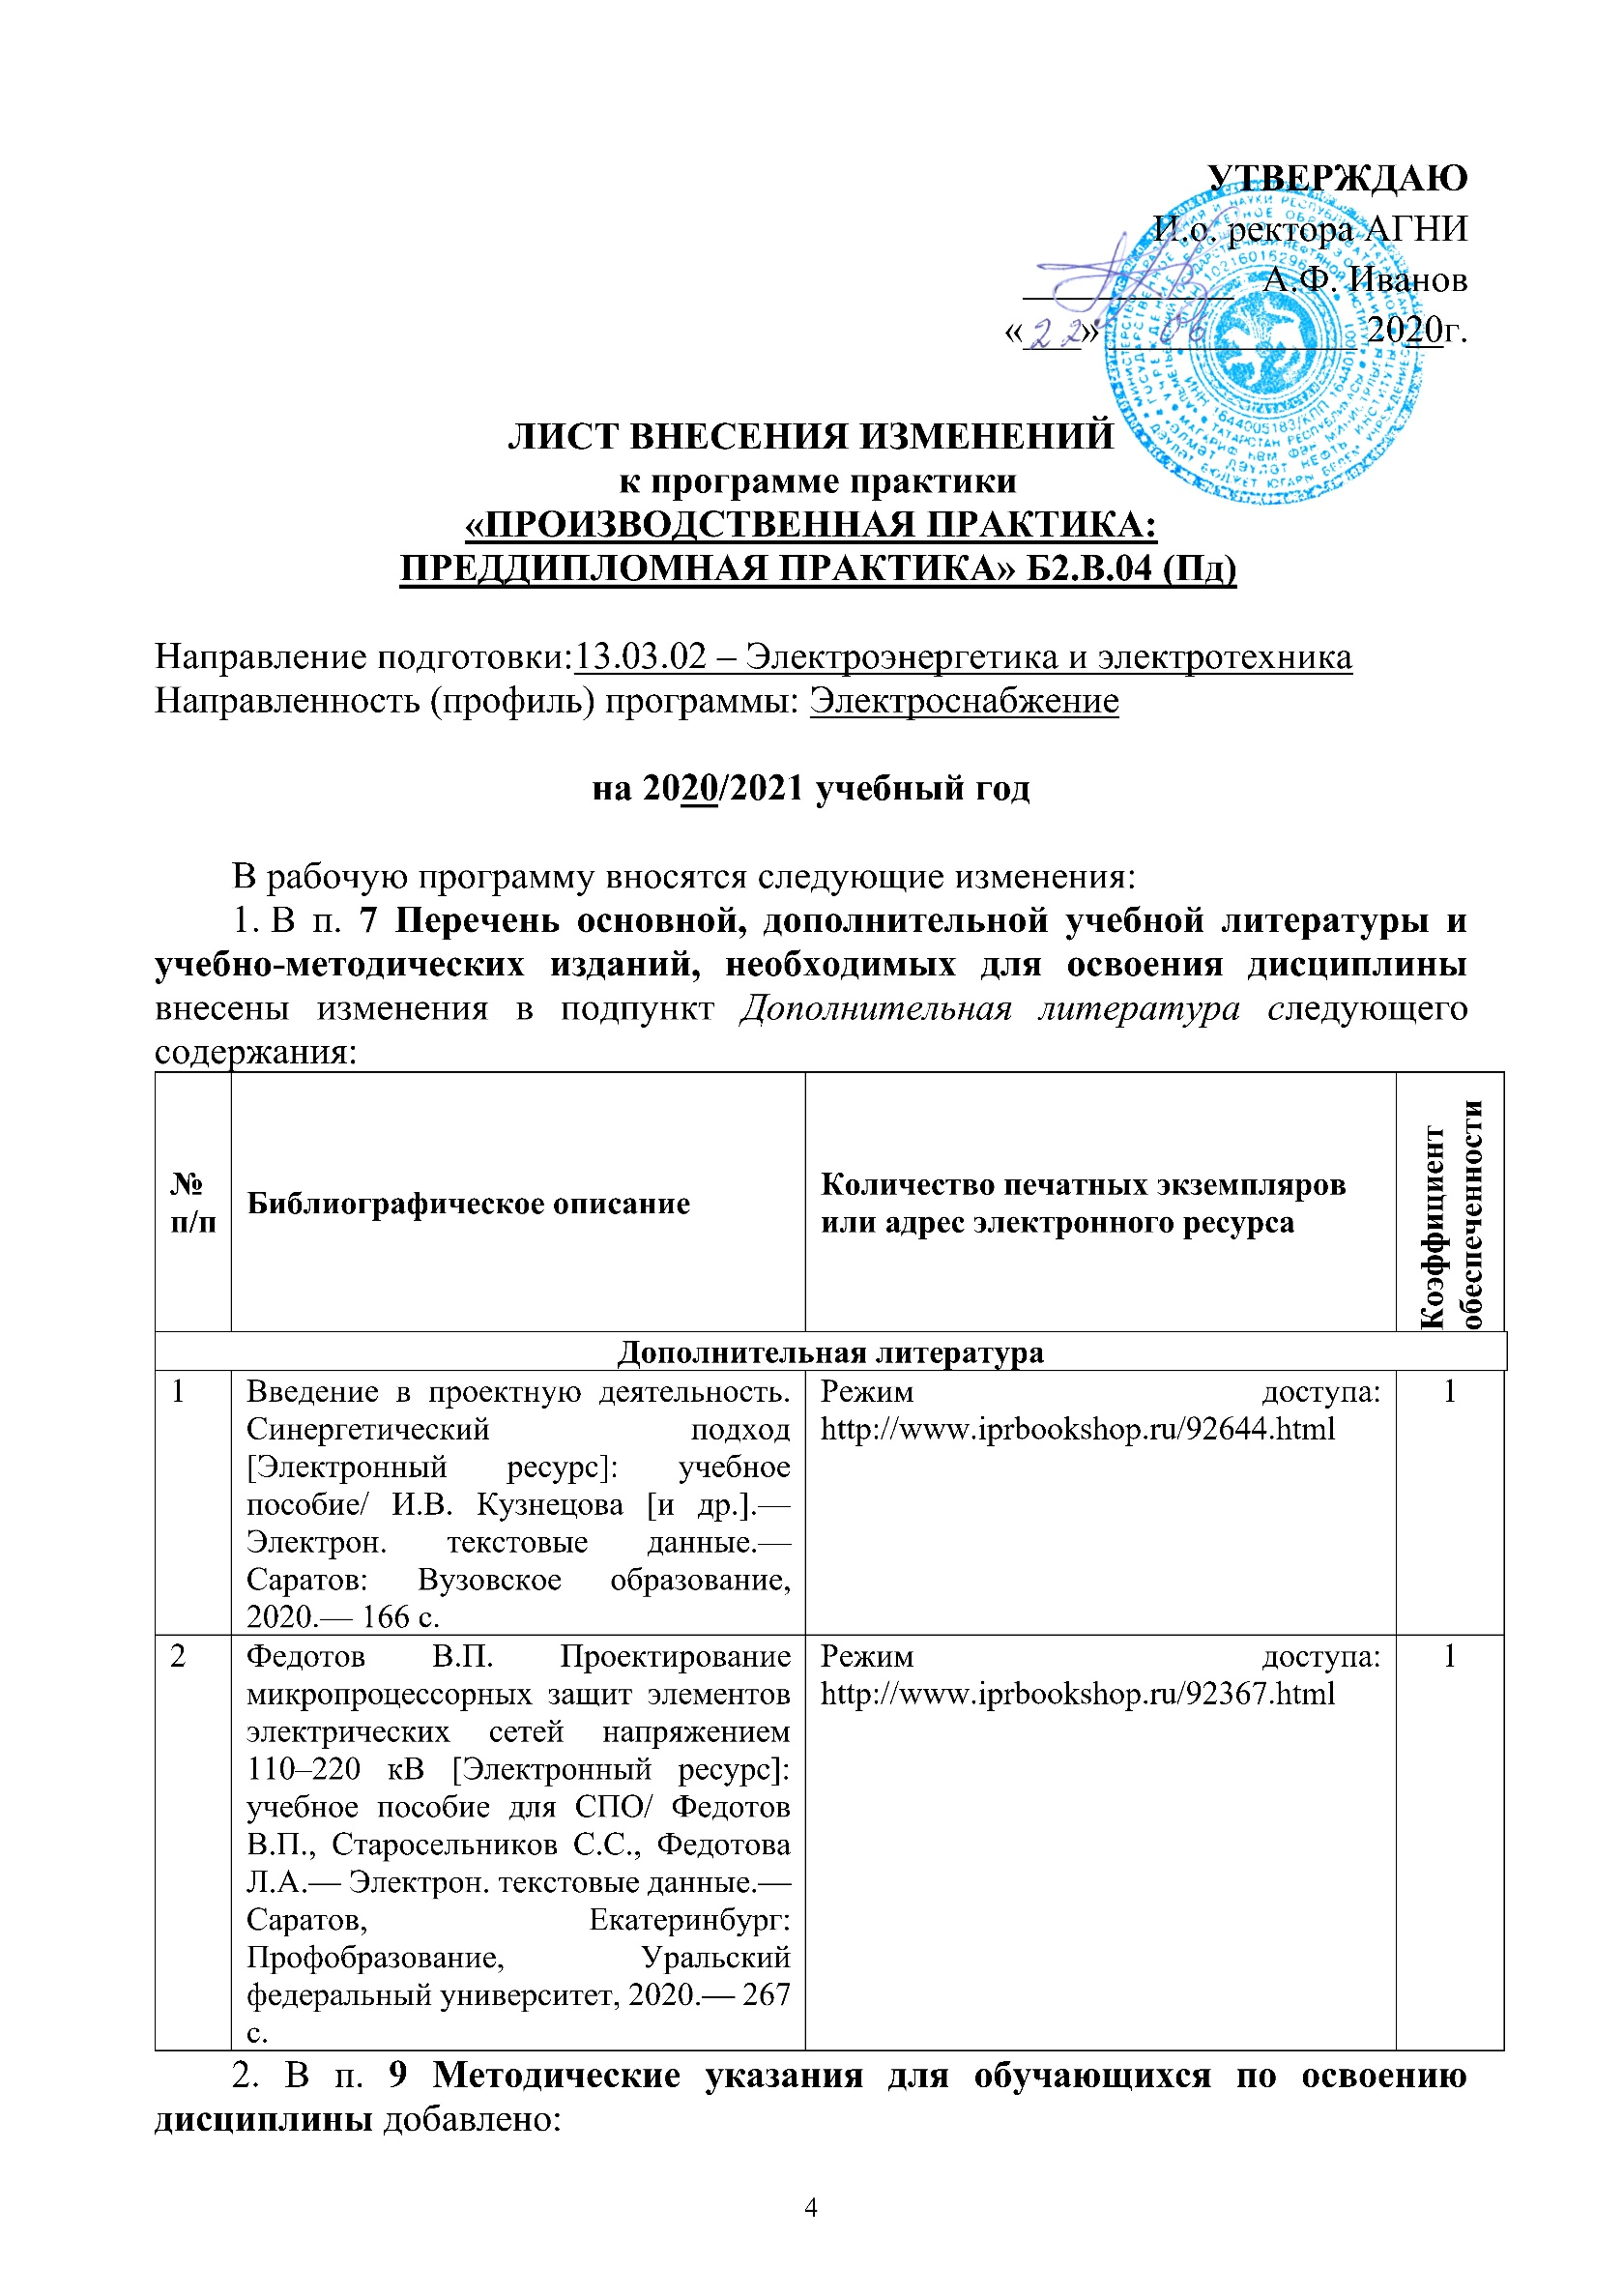 УТВЕРЖДАЮ
И.о. ректора АГНИ
А.Ф. Иванов
«22» 06 2020г.
ЛИСТ ВНЕСЕНИЯ ИЗМЕНЕНИЙ
к программе практики
«ПРОИЗВОДСТВЕННАЯ ПРАКТИКА:
ПРЕДДИПЛОМНАЯ ПРАКТИКА» Б2.В.04 (Пд)
Направление подготовки:13.03.02 – Электроэнергетика и электротехника
Направленность (профиль) программы: Электроснабжение
на 2020/2021 учебный год
В рабочую программу вносятся следующие изменения:
1. В п. 7 Перечень основной, дополнительной учебной литературы и
учебно-методических изданий, необходимых для освоения дисциплины
внесены изменения в подпункт Дополнительная литература следующего
содержания:
№
п/п
Библиографическое описание
Количество печатных экземпляров
или адрес электронного ресурса
Коэффициент
обеспеченности
Дополнительная литература
1
Введение в проектную деятельность.
Синергетический подход
[Электронный ресурс]: учебное
пособие/ И.В. Кузнецова [и др.].—
Электрон. текстовые данные.—
Саратов: Вузовское образование,
2020.— 166 с.
Режим доступа:
http://www.iprbookshop.ru/92644.html
1
2
Федотов В.П. Проектирование
микропроцессорных защит элементов
электрических сетей напряжением
110–220 кВ [Электронный ресурс]:
учебное пособие для СПО/ Федотов
В.П., Старосельников С.С., Федотова
Л.А.— Электрон. текстовые данные.—
Саратов, Екатеринбург:
Профобразование, Уральский
федеральный университет, 2020.— 267
с.
Режим доступа:
http://www.iprbookshop.ru/92367.html
1
2. В п. 9 Методические указания для обучающихся по освоению
дисциплины добавлено:
4